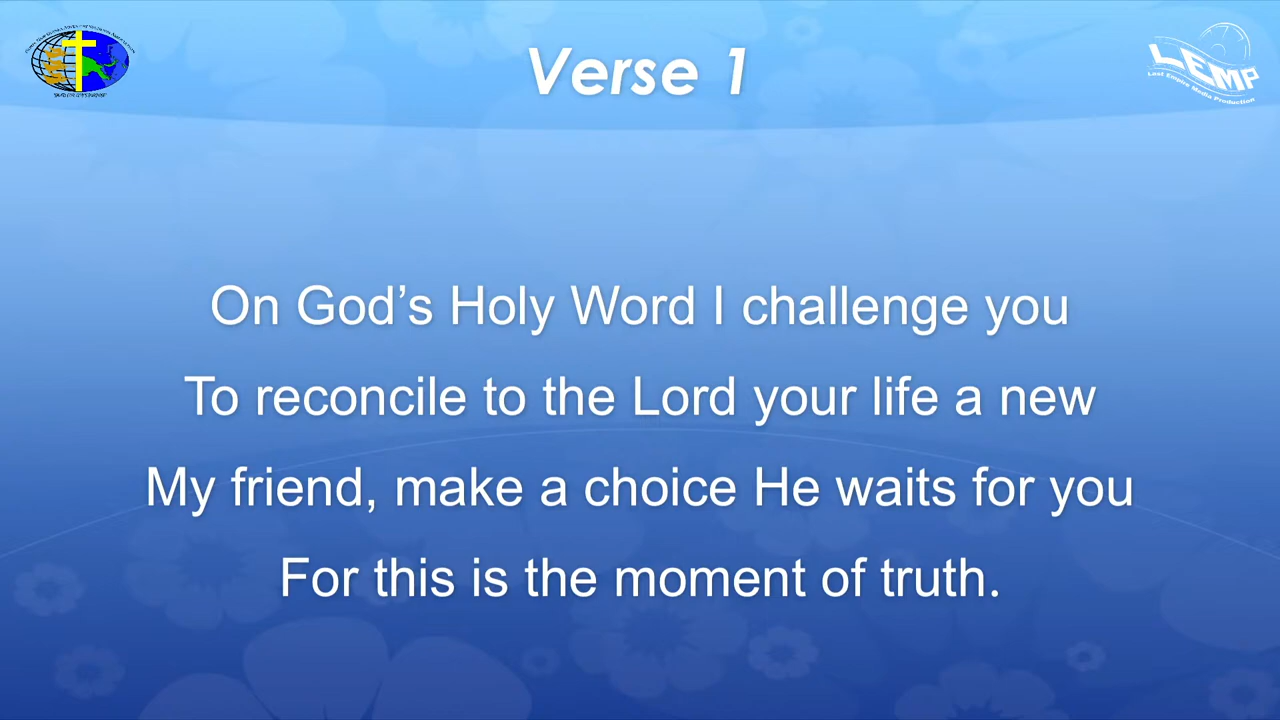 Verse 1
LEMP
Lost Empire Media Production
On God’s Holy Word I challenge you
To reconcile to the Lord your life a new
My friend, make a choice He waits for you
For this is the moment of truth.